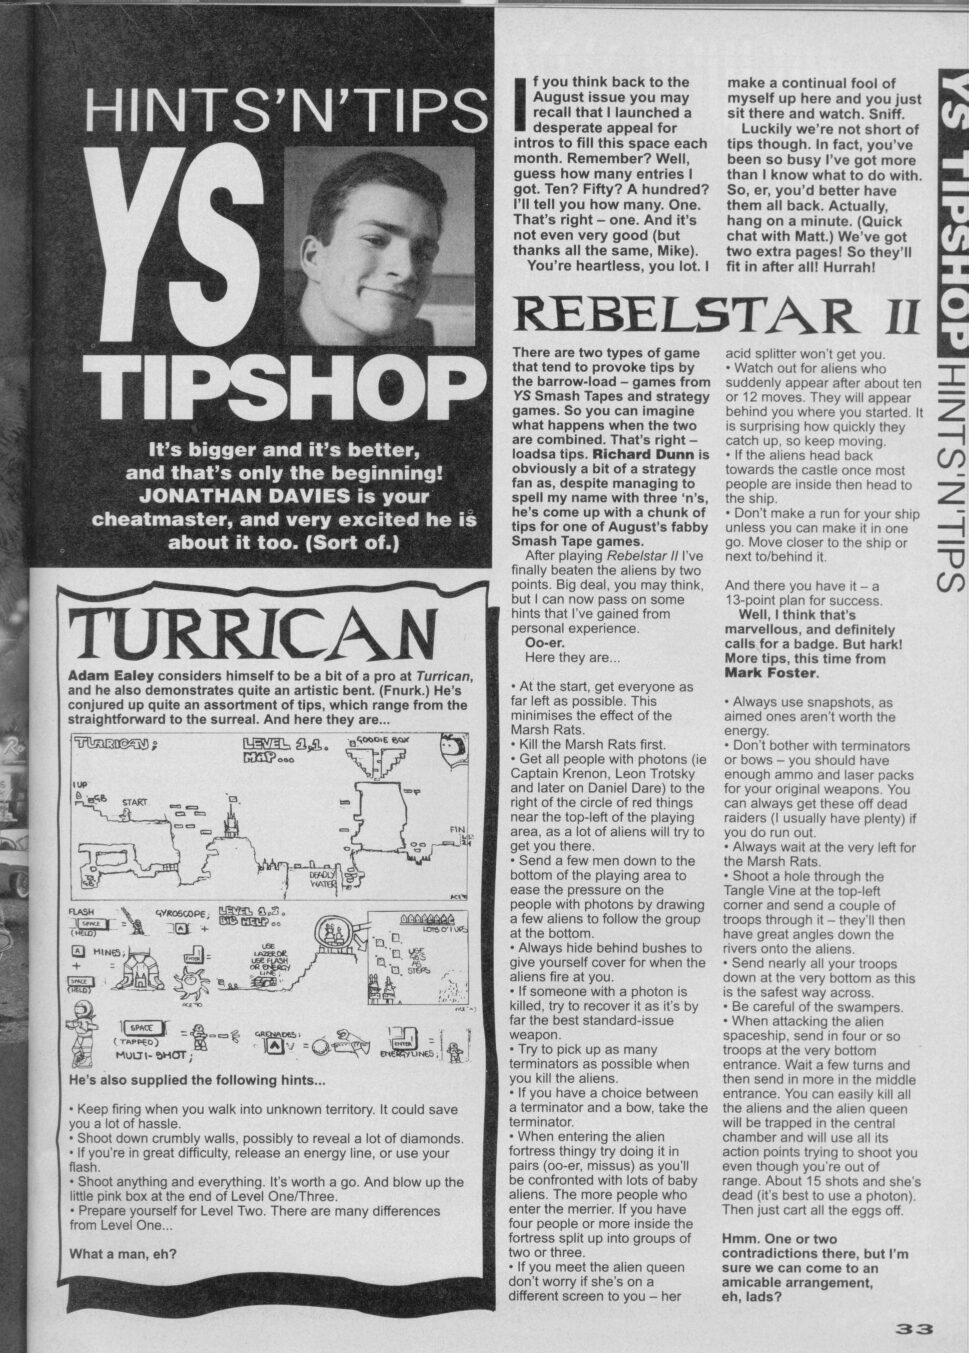 HINTS'N'TIPS
YS
TIPSHOP
It's bigger and it's better,
and that's only the beginning!
JONATHAN DAVIES is your
cheatmaster, and very excited he is
about it too. (Sort of.)
If you think back to the
August issue you may
recall that I launched a
desperate appeal for
intros to fill this space each
month. Remember? Well,
guess how many entries I
got. Ten? Fifty? A hundred?
I'll tell you how many. One.
That's right – one. And it's
not even very good (but
thanks all the same, Mike).
You're heartless, you lot. I
make a continual fool of
myself up here and you just
sit there and watch. Sniff.
Luckily we're not short of
tips though. In fact, you've
been so busy I've got more
than I know what to do with.
So, er, you'd better have
them all back. Actually,
hang on a minute. (Quick
chat with Matt.) We've got
two extra pages! So they'll
fit in after all! Hurrah!
YS TIPSHOP HINTS'N'TIPS
TURRICAN
Adam Ealey considers himself to be a bit of a pro at Turrican,
and he also demonstrates quite an artistic bent. (Fnurk.) He's
conjured up quite an assortment of tips, which range from the
straightforward to the surreal. And here they are...
TURRICAN;
LEVEL 1,1.
MAP...
GOODIE BOX
1UP
GB
START
FIN
DEADLY
WATER
GB
FLASH
SPACE
(HELD)
GYROSCOPE;
A
+
LEVEL 1,3.
BIG HELP...
LOTS O' 1 UPS
A
MINES;
+
SPACE
(HELD)
ENTER
USE
LAZER OR
USE FLASH
OR ENERGY
LINE
USE
GB'S
AS
STEPS
SPACE
(TAPPED)
MULTI-SHOT;
GRENADES;
A
ENTER
ENERGYLINES;
He's also supplied the following hints...
• Keep firing when you walk into unknown territory. It could save
you a lot of hassle.
• Shoot down crumbly walls, possibly to reveal a lot of diamonds.
• If you're in great difficulty, release an energy line, or use your
flash.
• Shoot anything and everything. It's worth a go. And blow up the
little pink box at the end of Level One/Three.
• Prepare yourself for Level Two. There are many differences
from Level One...
What a man, eh?
REBELSTAR II
There are two types of game
that tend to provoke tips by
the barrow-load – games from
YS Smash Tapes and strategy
games. So you can imagine
what happens when the two
are combined. That's right –
loadsa tips. Richard Dunn is
obviously a bit of a strategy
fan as, despite managing to
spell my name with three 'n's,
he's come up with a chunk of
tips for one of August's fabby
Smash Tape games.
After playing Rebelstar II I've
finally beaten the aliens by two
points. Big deal, you may think,
but I can now pass on some
hints that I've gained from
personal experience.
Oo-er.
Here they are...
• At the start, get everyone as
far left as possible. This
minimises the effect of the
Marsh Rats.
• Kill the Marsh Rats first.
• Get all people with photons (ie
Captain Krenon, Leon Trotsky
and later on Daniel Dare) to the
right of the circle of red things
near the top-left of the playing
area, as a lot of aliens will try to
get you there.
• Send a few men down to the
bottom of the playing area to
ease the pressure on the
people with photons by drawing
a few aliens to follow the group
at the bottom.
• Always hide behind bushes to
give yourself cover for when the
aliens fire at you.
• If someone with a photon is
killed, try to recover it as it's by
far the best standard-issue
weapon.
• Try to pick up as many
terminators as possible when
you kill the aliens.
• If you have a choice between
a terminator and a bow, take the
terminator.
• When entering the alien
fortress thingy try doing it in
pairs (oo-er, missus) as you'll
be confronted with lots of baby
aliens. The more people who
enter the merrier. If you have
four people or more inside the
fortress split up into groups of
two or three.
• If you meet the alien queen
don't worry if she's on a
different screen to you – her
acid splitter won't get you.
• Watch out for aliens who
suddenly appear after about ten
or 12 moves. They will appear
behind you where you started. It
is surprising how quickly they
catch up, so keep moving.
• If the aliens head back
towards the castle once most
people are inside then head to
the ship.
• Don't make a run for your ship
unless you can make it in one
go. Move closer to the ship or
next to/behind it.
And there you have it – a
13-point plan for success.
Well, I think that's
marvellous, and definitely
calls for a badge. But hark!
More tips, this time from
Mark Foster.
• Always use snapshots, as
aimed ones aren't worth the
energy.
• Don't bother with terminators
or bows – you should have
enough ammo and laser packs
for your original weapons. You
can always get these off dead
raiders (I usually have plenty) if
you do run out.
• Always wait at the very left for
the Marsh Rats.
• Shoot a hole through the
Tangle Vine at the top-left
corner and send a couple of
troops through it – they'll then
have great angles down the
rivers onto the aliens.
• Send nearly all your troops
down at the very bottom as this
is the safest way across.
• Be careful of the swampers.
• When attacking the alien
spaceship, send in four or so
troops at the very bottom
entrance. Wait a few turns and
then send in more in the middle
entrance. You can easily kill all
the aliens and the alien queen
will be trapped in the central
chamber and will use all its
action points trying to shoot you
even though you're out of
range. About 15 shots and she's
dead (it's best to use a photon).
Then just cart all the eggs off.
Hmm. One or two
contradictions there, but I'm
sure we can come to an
amicable arrangement,
eh, lads?
33